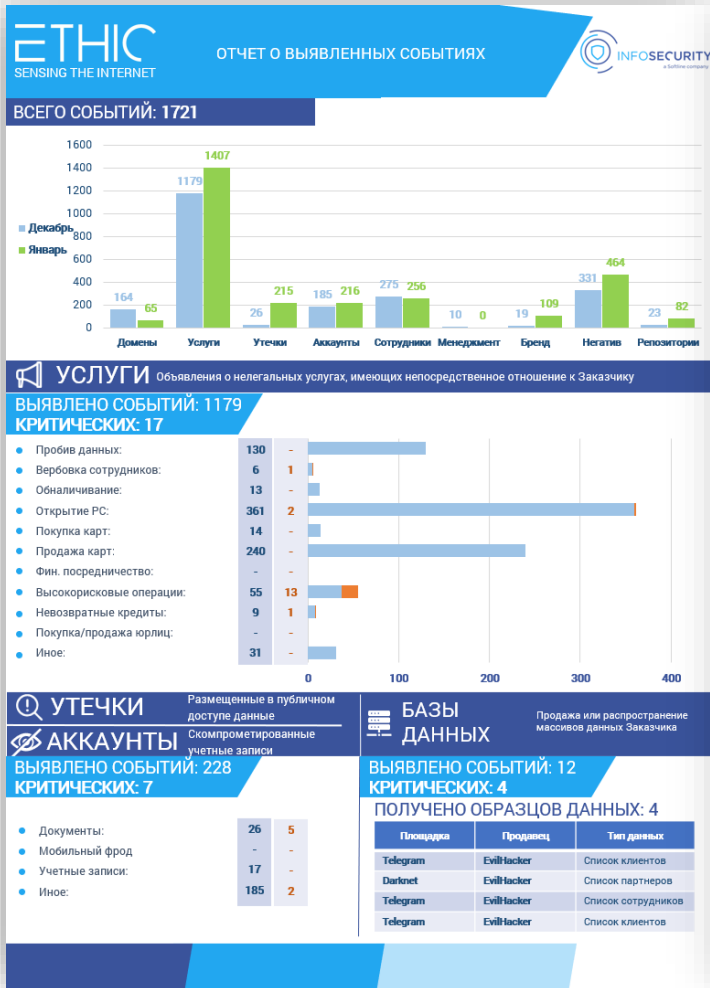 ETHIC
SENSING THE INTERNET
ОТЧЕТ О ВЫЯВЛЕННЫХ СОБЫТИЯХ
INFOSECURITY
a Softline company
ВСЕГО СОБЫТИЙ: 1721
1600
1400
1200
1000
800
600
400
200
0
Декабрь
Январь
164 65
1179 1407
26 215
185 216
275 256
10 0
19 109
331 464
23 82
Домены Услуги Утечки Аккаунты Сотрудники Менеджмент Бренд Негатив Репозитории
УСЛУГИ Объявления о нелегальных услугах, имеющих непосредственное отношение к Заказчику
ВЫЯВЛЕНО СОБЫТИЙ: 1179
КРИТИЧЕСКИХ: 17
Пробив данных: 130 -
Вербовка сотрудников: 6 1
Обналичивание: 13 -
Открытие РС: 361 2
Покупка карт: 14 -
Продажа карт: 240 -
Фин. посредничество: - -
Высокорисковые операции: 55 13
Невозвратные кредиты: 9 1
Покупка/продажа юрлиц: - -
Иное: 31 -
0 100 200 300 400
УТЕЧКИ
Размещенные в публичном
доступе данные
АККАУНТЫ
Скомпрометированные
учетные записи
ВЫЯВЛЕНО СОБЫТИЙ: 228
КРИТИЧЕСКИХ: 7
Документы: 26 5
Мобильный фрод - -
Учетные записи: 17 -
Иное: 185 2
БАЗЫ
ДАННЫХ
Продажа или распространение
массивов данных Заказчика
ВЫЯВЛЕНО СОБЫТИЙ: 12
КРИТИЧЕСКИХ: 4
ПОЛУЧЕНО ОБРАЗЦОВ ДАННЫХ: 4
Площадка Продавец Тип данных
Telegram EvilHacker Список клиентов
Darknet EvilHacker Список партнеров
Telegram EvilHacker Список сотрудников
Telegram EvilHacker Список клиентов